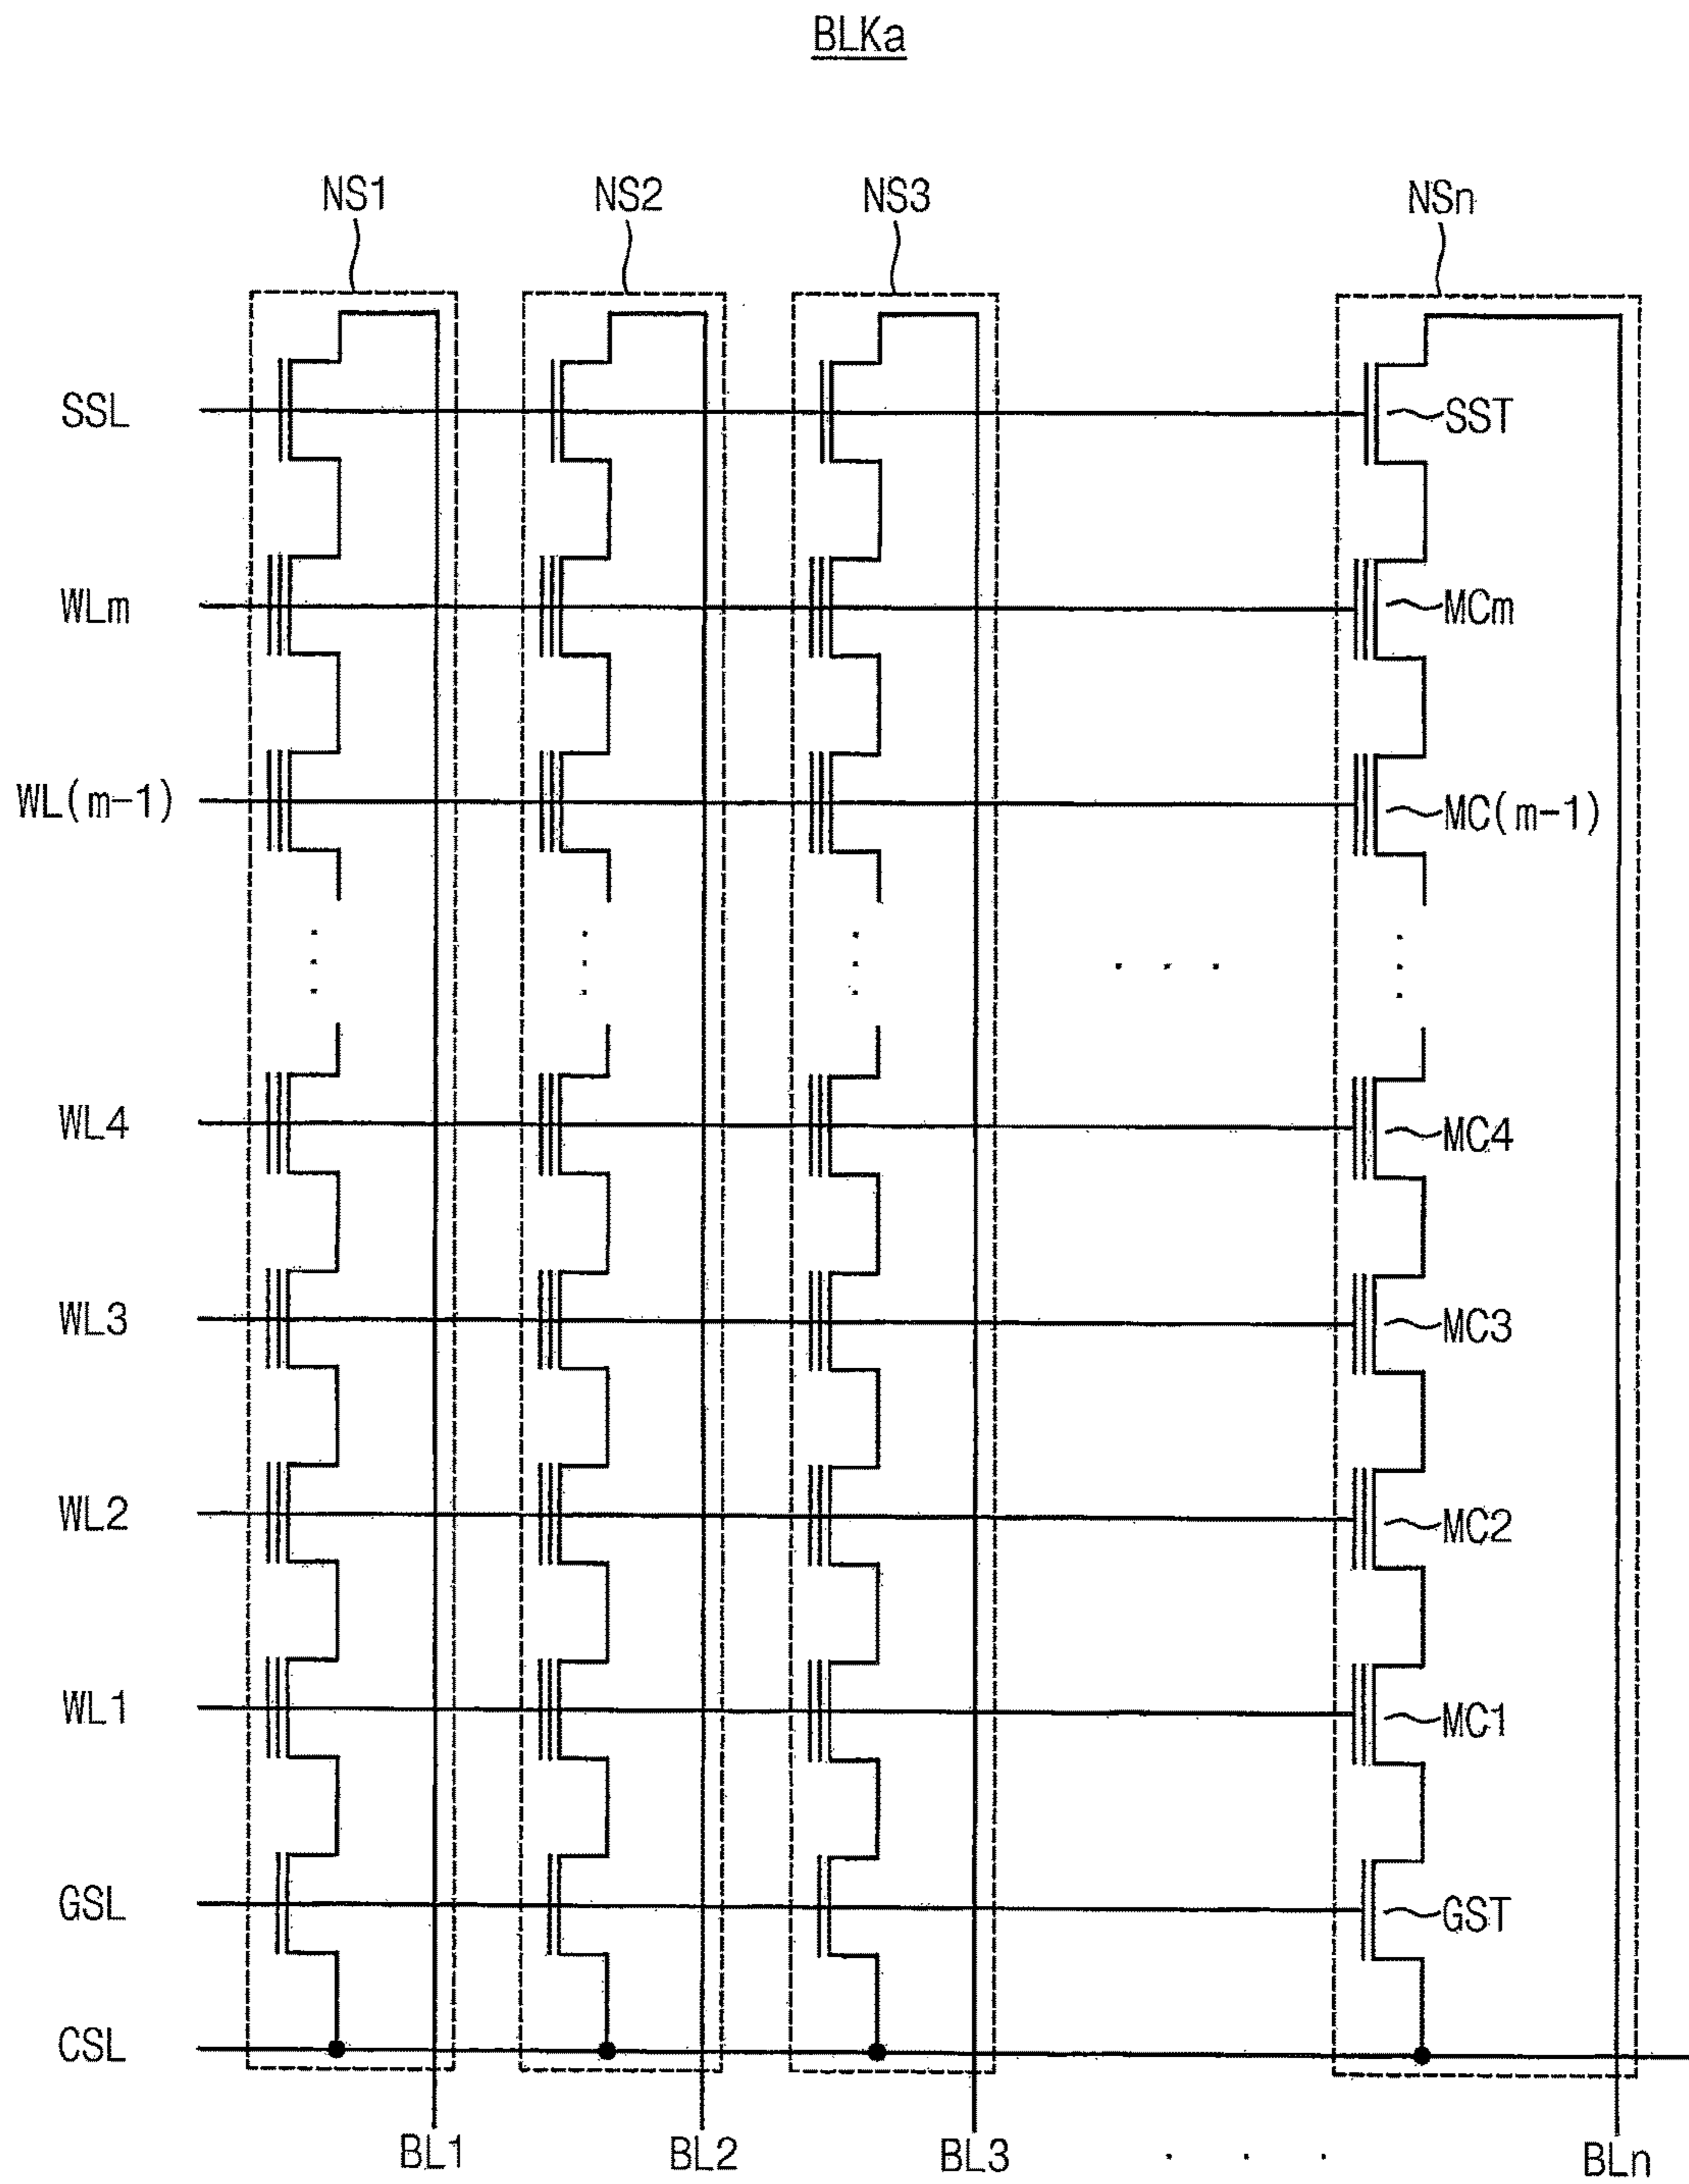 BLKa
NS1 NS2 NS3 NSn
SSL SST
WLm MCm
WL(m-1) MC(m-1)
. . .
WL4 MC4
WL3 MC3
WL2 MC2
WL1 MC1
GSL GST
CSL
BL1 BL2 BL3 . . . BLn